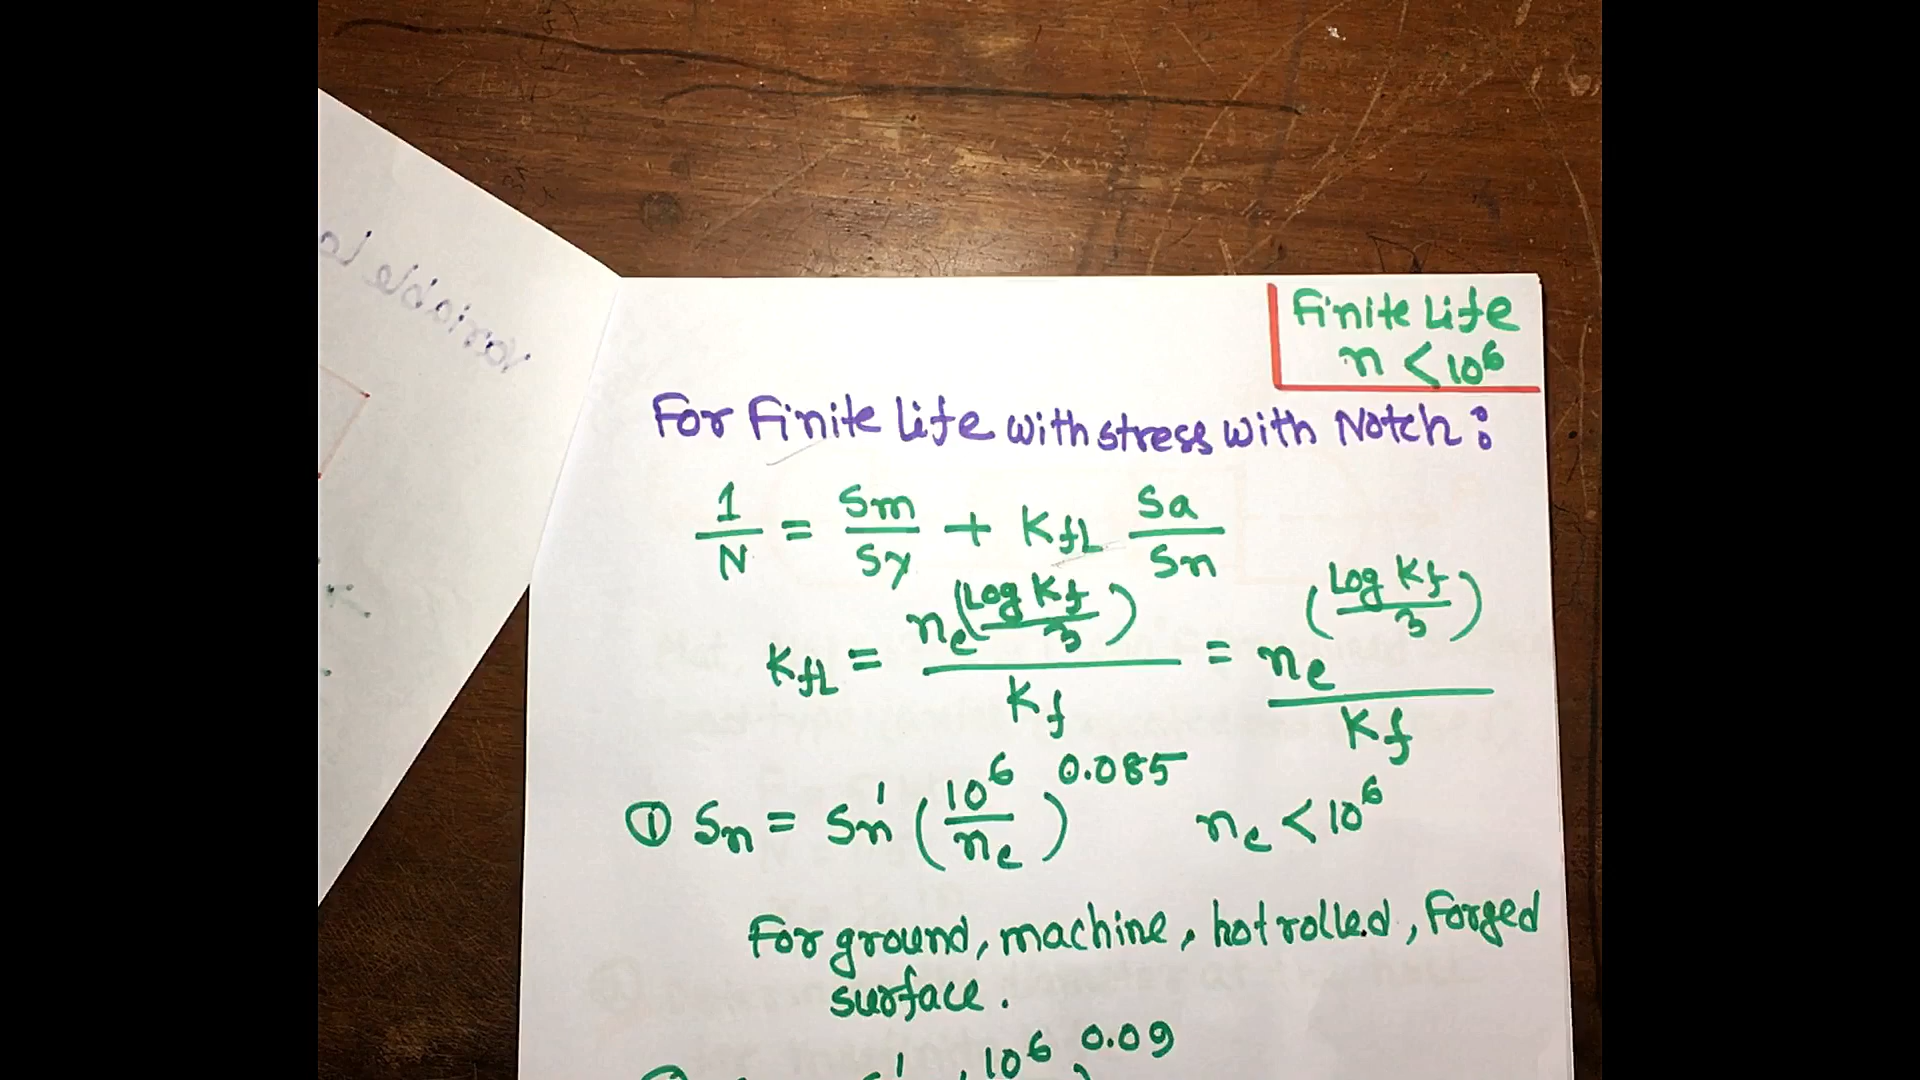 Finite Life
n < 10^6
For Finite Life with stress with Notch:
1/N = Sm/Sy + KfL Sa/Sn
KfL = ne^(Log Kf/3) / Kf = ne^(Log Kf/3) / Kf
① Sn = Sn' (10^6/ne)^0.085 ne < 10^6
For ground, machine, hot rolled, Forged
surface.
10^6 0.09
Variable